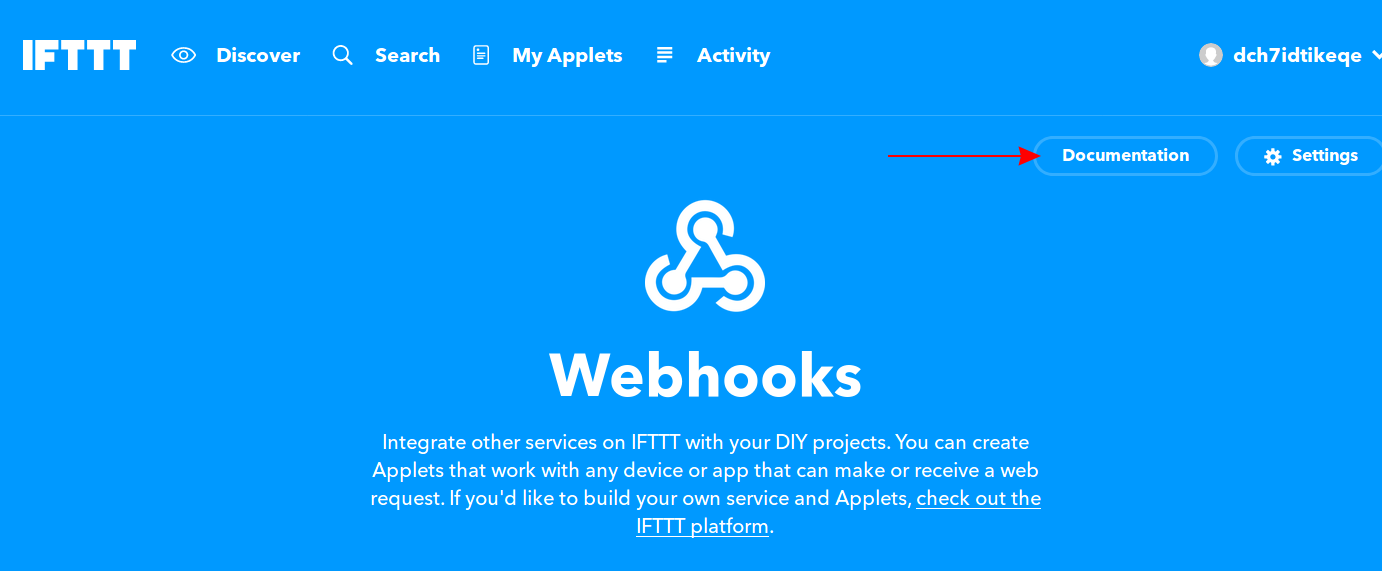 IFTTT Discover Search My Applets Activity dch7idtikeqe
Documentation Settings
Webhooks
Integrate other services on IFTTT with your DIY projects. You can create
Applets that work with any device or app that can make or receive a web
request. If you'd like to build your own service and Applets, check out the
IFTTT platform.